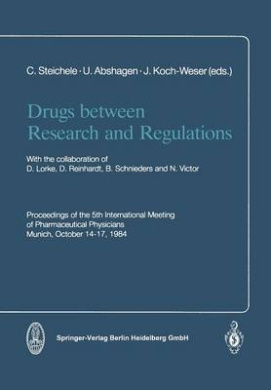 C. Steichele · U. Abshagen · J. Koch-Weser (eds.)
Drugs between
Research and Regulations
With the collaboration of
D. Lorke, D. Reinhardt, B. Schnieders and N. Victor
Proceedings of the 5th International Meeting
of Pharmaceutical Physicians
Munich, October 14-17, 1984
Springer-Verlag Berlin Heidelberg GmbH